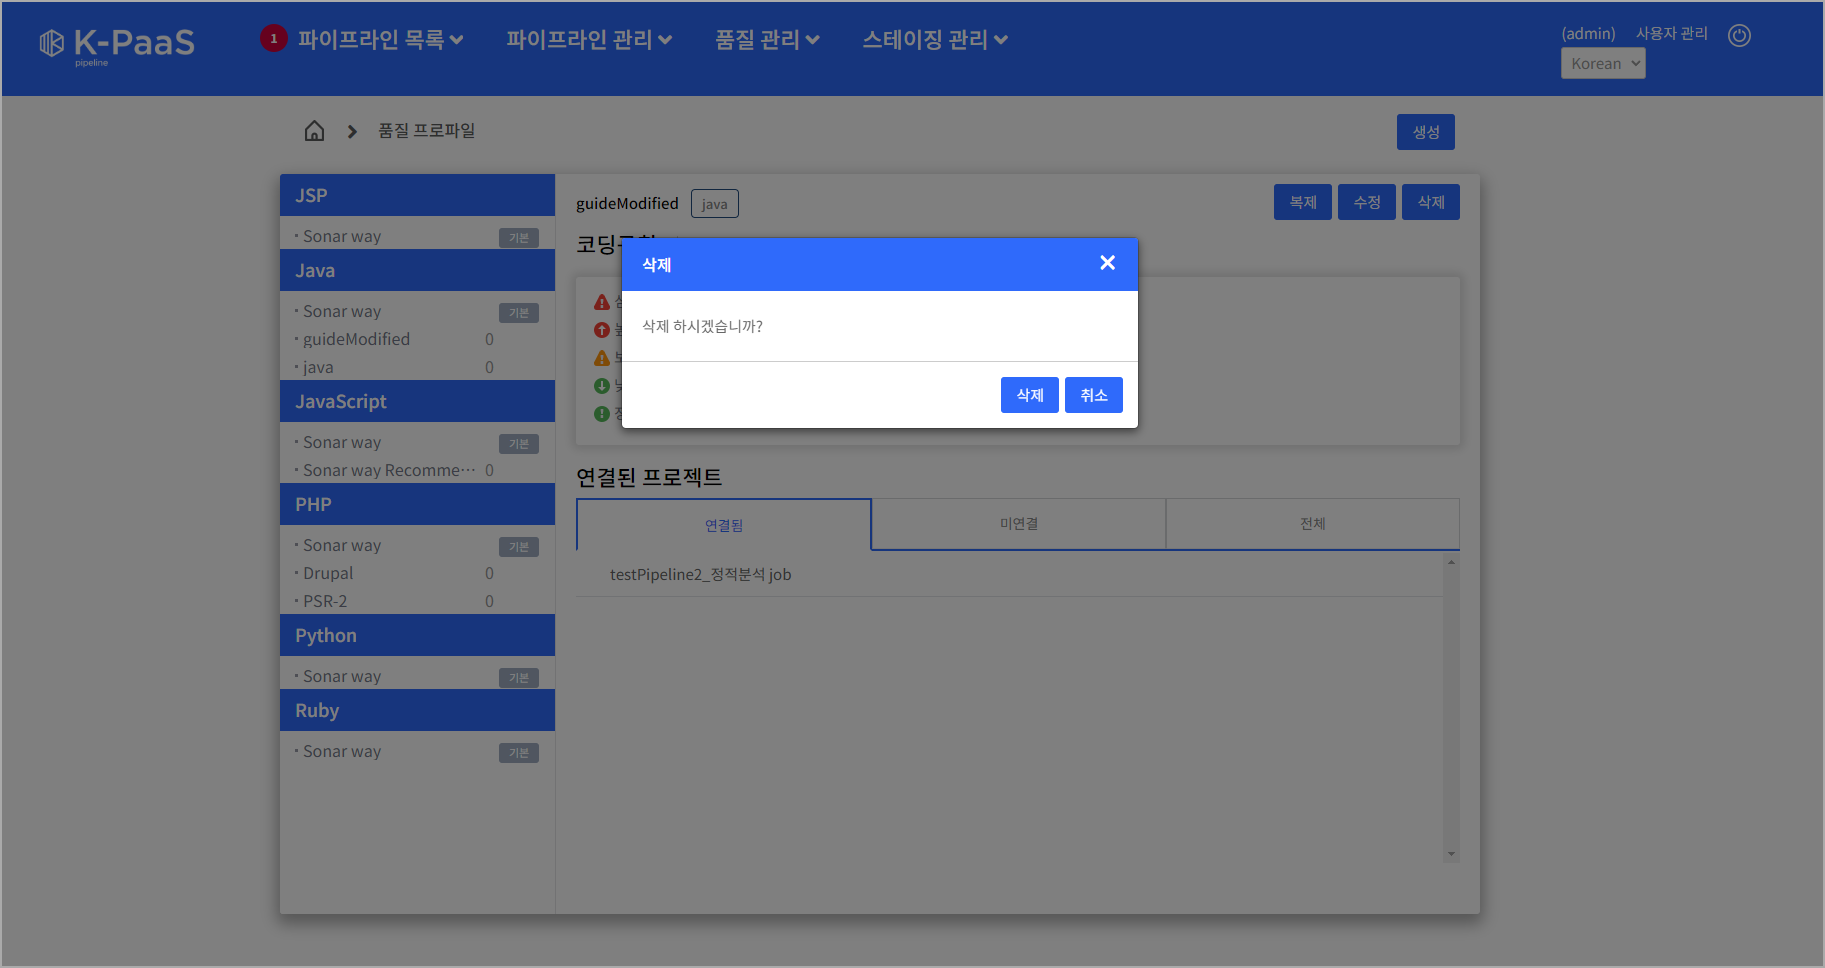 K-PaaS
pipeline
1 파이프라인 목록
파이프라인 관리
품질 관리
스테이징 관리
(admin) 사용자 관리
Korean
품질 프로파일
생성
JSP
· Sonar way 기본
Java
· Sonar way 기본
· guideModified 0
· java 0
JavaScript
· Sonar way 기본
· Sonar way Recomme··· 0
PHP
· Sonar way 기본
· Drupal 0
· PSR-2 0
Python
· Sonar way 기본
Ruby
· Sonar way 기본
guideModified java
복제 수정 삭제
삭제
삭제 하시겠습니까?
삭제 취소
연결된 프로젝트
연결됨 미연결 전체
testPipeline2_정적분석 job